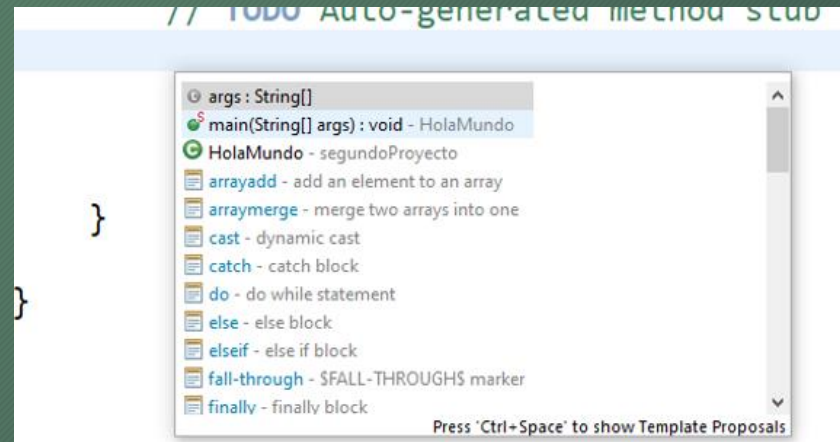 // TODO Auto-generated method stub
args : String[]
main(String[] args) : void - HolaMundo
HolaMundo - segundoProyecto
arrayadd - add an element to an array
arraymerge - merge two arrays into one
cast - dynamic cast
catch - catch block
do - do while statement
else - else block
elseif - else if block
fall-through - $FALL-THROUGH$ marker
finally - finally block
Press 'Ctrl+Space' to show Template Proposals
}
}